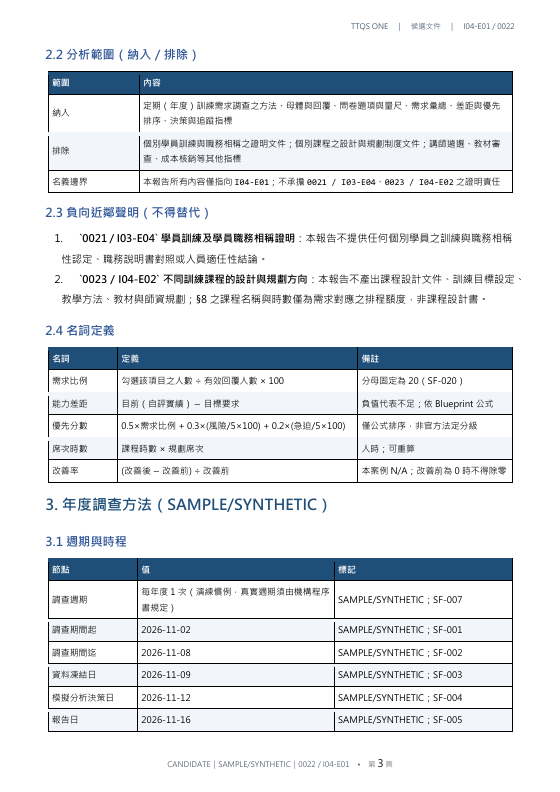 TTQS ONE | 候選文件 | I04-E01 / 0022
2.2 分析範圍（納入 / 排除）
範圍 內容
納入 定期（年度）訓練需求調查之方法、母體與回覆、問卷題項與量尺、需求彙總、差距與優先
排序、決策與追蹤指標
排除 個別學員訓練與職務相稱之證明文件；個別課程之設計與規劃制度文件；講師遴選、教材審
查、成本核銷等其他指標
名義邊界 本報告所有內容僅指向 I04-E01；不承擔 0021 / I03-E04、0023 / I04-E02 之證明責任
2.3 負向近鄰聲明（不得替代）
1. `0021 / I03-E04` 學員訓練及學員職務相稱證明：本報告不提供任何個別學員之訓練與職務相稱
性認定、職務說明書對照或人員適任性結論。
2. `0023 / I04-E02` 不同訓練課程的設計與規劃方向：本報告不產出課程設計文件、訓練目標設定、
教學方法、教材與師資規劃；§8 之課程名稱與時數僅為需求對應之排程額度，非課程設計書。
2.4 名詞定義
名詞 定義 備註
需求比例 勾選該項目之人數 ÷ 有效回覆人數 × 100 分母固定為 20（SF-020）
能力差距 目前（自評實績）− 目標要求 負值代表不足；依 Blueprint 公式
優先分數 0.5×需求比例 + 0.3×(風險/5×100) + 0.2×(急迫/5×100) 僅公式排序，非官方法定分級
席次時數 課程時數 × 規劃席次 人時；可重算
改善率 (改善後 − 改善前) ÷ 改善前 本案例 N/A；改善前為 0 時不得除零
3. 年度調查方法（SAMPLE/SYNTHETIC）
3.1 週期與時程
節點 值 標記
調查週期 每年度 1 次（演練慣例，真實週期須由機構程序
書規定） SAMPLE/SYNTHETIC；SF-007
調查期間起 2026-11-02 SAMPLE/SYNTHETIC；SF-001
調查期間迄 2026-11-08 SAMPLE/SYNTHETIC；SF-002
資料凍結日 2026-11-09 SAMPLE/SYNTHETIC；SF-003
模擬分析決策日 2026-11-12 SAMPLE/SYNTHETIC；SF-004
報告日 2026-11-16 SAMPLE/SYNTHETIC；SF-005
CANDIDATE | SAMPLE/SYNTHETIC | 0022 / I04-E01 • 第 3 頁